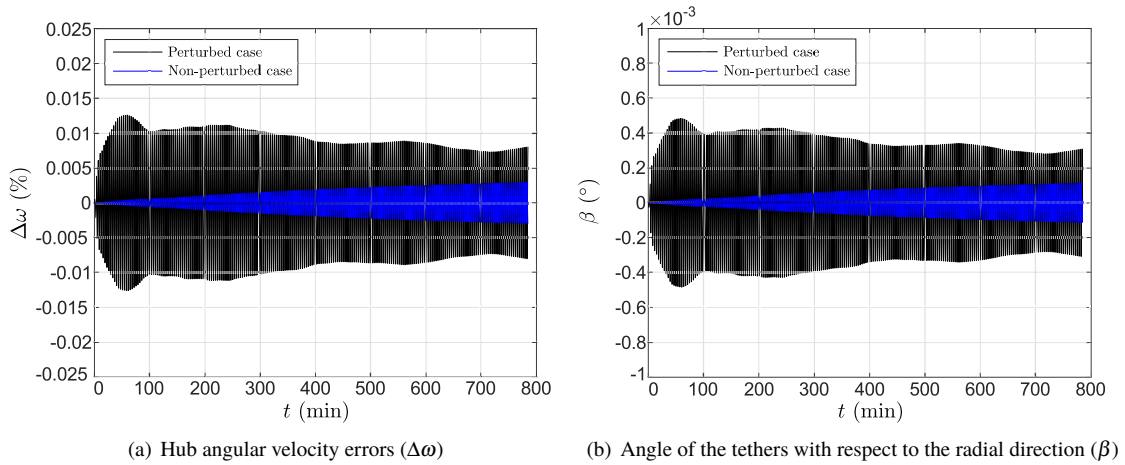 0.025
0.02
0.015
0.01
0.005
0
-0.005
-0.01
-0.015
-0.02
-0.025
Δω (%)
Perturbed case
Non-perturbed case
0 100 200 300 400 500 600 700 800
t (min)
(a) Hub angular velocity errors (Δω)
×10⁻³
1
0.8
0.6
0.4
0.2
0
-0.2
-0.4
-0.6
-0.8
-1
β (°)
Perturbed case
Non-perturbed case
0 100 200 300 400 500 600 700 800
t (min)
(b) Angle of the tethers with respect to the radial direction (β)